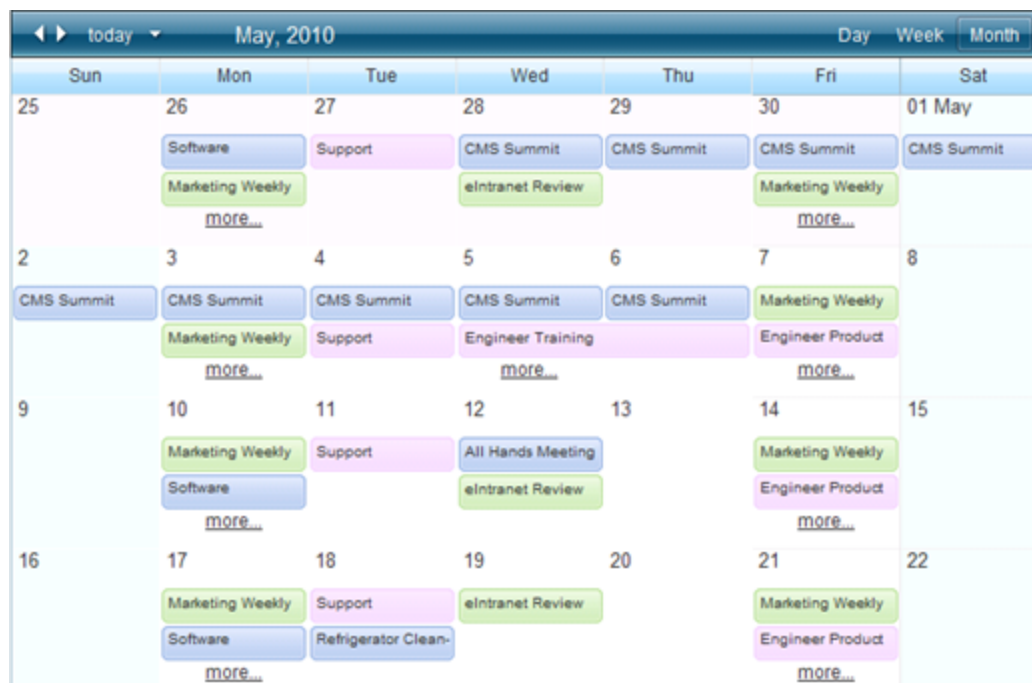 today May, 2010 Day Week Month
Sun Mon Tue Wed Thu Fri Sat
25 26 27 28 29 30 01 May
Software Support CMS Summit CMS Summit CMS Summit CMS Summit
Marketing Weekly eIntranet Review Marketing Weekly
more... more...
2 3 4 5 6 7 8
CMS Summit CMS Summit CMS Summit CMS Summit CMS Summit Marketing Weekly
Marketing Weekly Support Engineer Training Engineer Product
more... more... more...
9 10 11 12 13 14 15
Marketing Weekly Support All Hands Meeting Marketing Weekly
Software eIntranet Review Engineer Product
more... more...
16 17 18 19 20 21 22
Marketing Weekly Support eIntranet Review Marketing Weekly
Software Refrigerator Clean- Engineer Product
more... more...